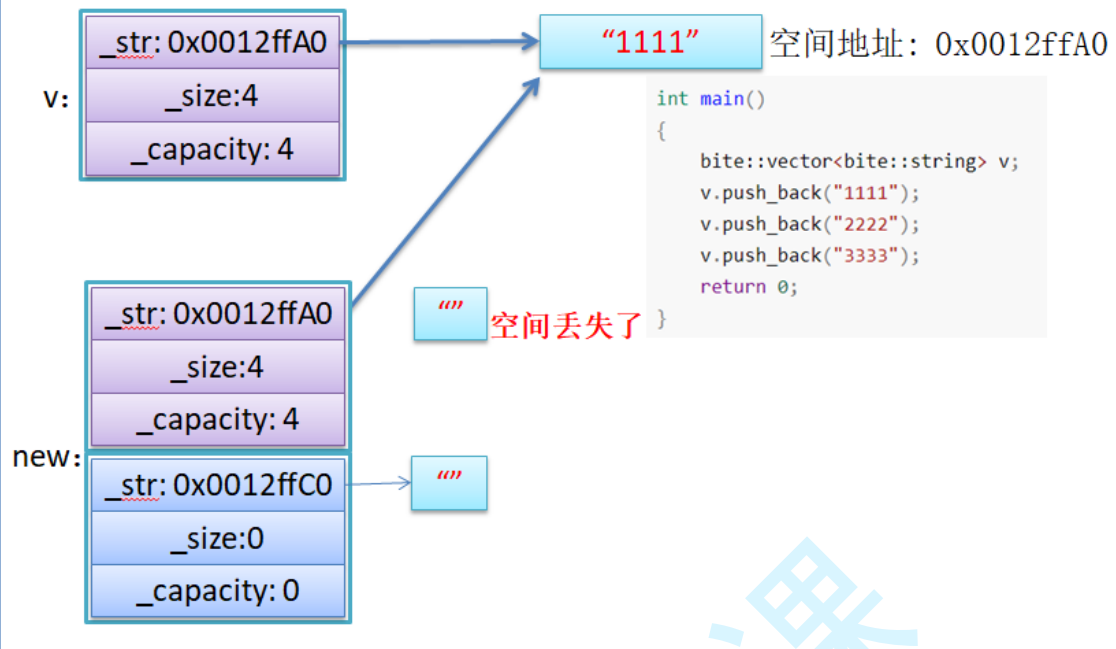 _str: 0x0012ffA0
“1111”
空间地址: 0x0012ffA0
v:
_size:4
_capacity: 4
int main()
{
bite::vector<bite::string> v;
v.push_back("1111");
v.push_back("2222");
v.push_back("3333");
return 0;
}
_str: 0x0012ffA0
“”
空间丢失了
_size:4
_capacity: 4
new:
_str: 0x0012ffC0
“”
_size:0
_capacity: 0